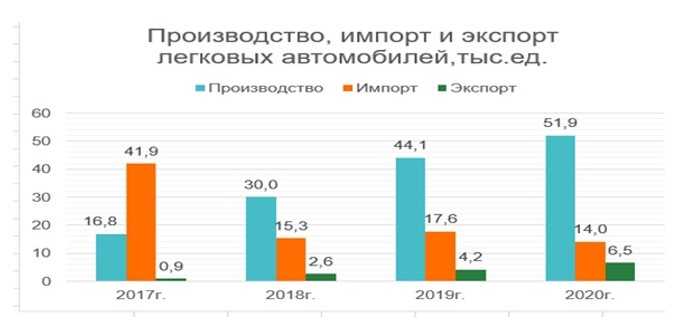 Производство, импорт и экспорт
легковых автомобилей,тыс.ед.
Производство Импорт Экспорт
60
50
40
30
20
10
0
16,8 41,9 0,9
30,0 15,3 2,6
44,1 17,6 4,2
51,9 14,0 6,5
2017г. 2018г. 2019г. 2020г.